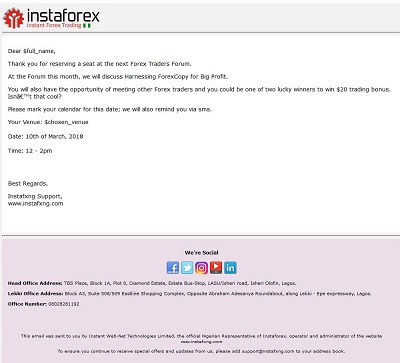 instaforex
Instant Forex Trading
Dear $full_name,
Thank you for reserving a seat at the next Forex Traders Forum.
At the Forum this month, we will discuss Harnessing ForexCopy for Big Profit.
You will also have the opportunity of meeting other Forex traders and you could be one of two lucky winners to win $20 trading bonus.
Isnâ€™t that cool?
Please mark your calendar for this date; we will also remind you via sms.
Your Venue: $chosen_venue
Date: 10th of March, 2018
Time: 12 - 2pm
Best Regards,
Instafxng Support,
www.instafxng.com
We're Social
Head Office Address: TBS Place, Block 1A, Plot 8, Diamond Estate, Estate Bus-Stop, LASU/Isheri road, Isheri Olofin, Lagos.
Lekki Office Address: Block A3, Suite 508/509 Eastline Shopping Complex, Opposite Abraham Adesanya Roundabout, along Lekki - Epe expressway, Lagos.
Office Number: 08028281192
This email was sent to you by Instant Web-Net Technologies Limited, the official Nigerian Representative of Instaforex, operator and administrator of the website
www.instafxng.com
To ensure you continue to receive special offers and updates from us, please add support@instafxng.com to your address book.